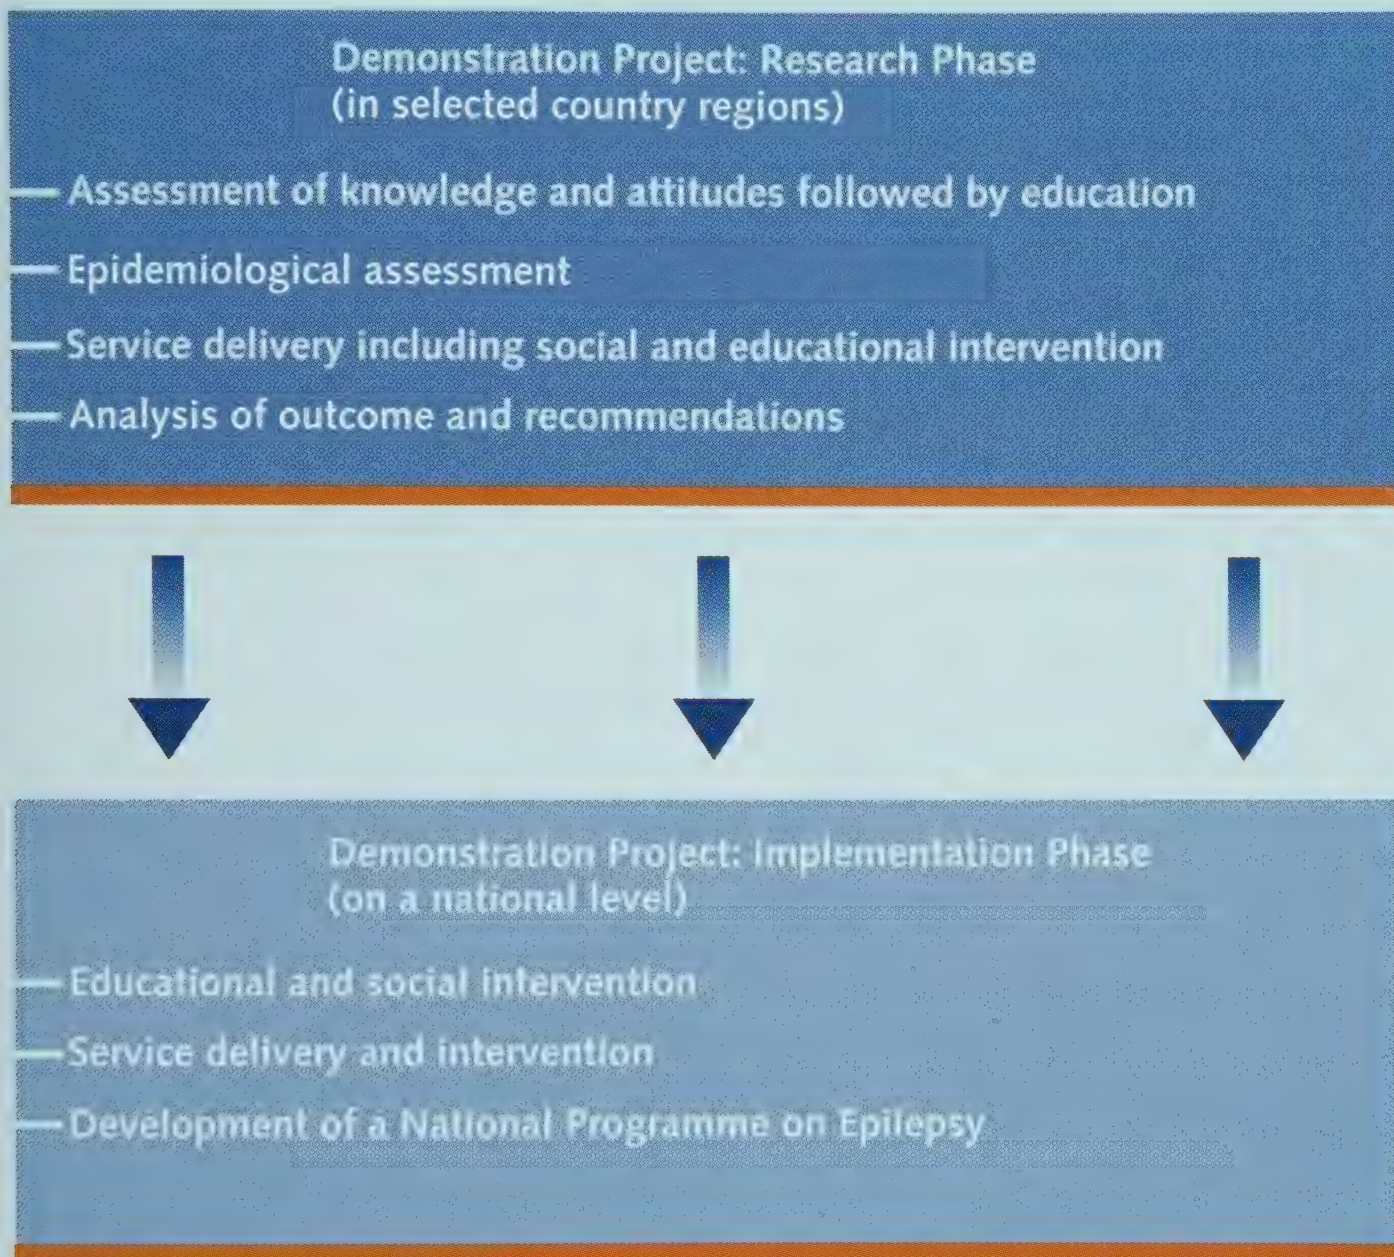 Demonstration Project: Research Phase
(in selected country regions)
Assessment of knowledge and attitudes followed by education
Epidemiological assessment
Service delivery including social and educational intervention
Analysis of outcome and recommendations
Demonstration Project: Implementation Phase
(on a national level)
Educational and social intervention
Service delivery and intervention
Development of a National Programme on Epilepsy